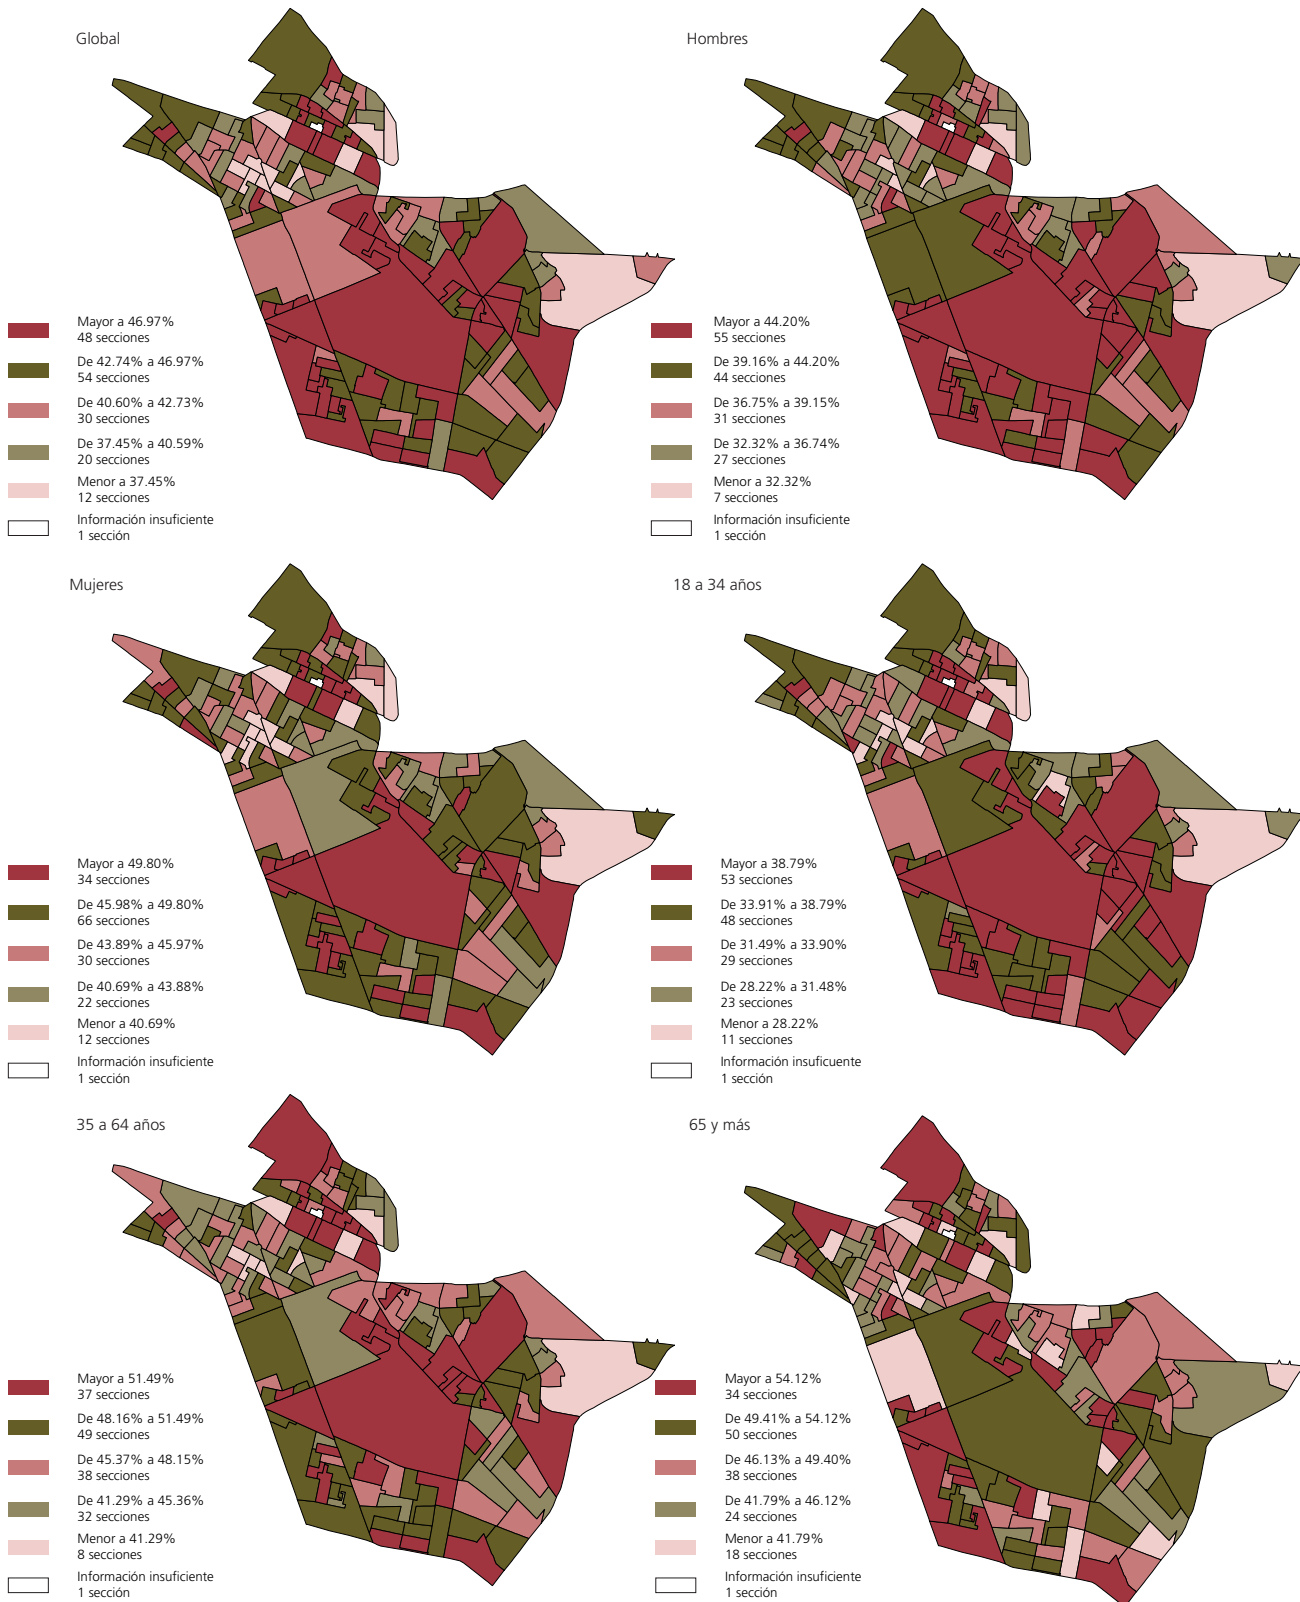 Global
Mayor a 46.97%
48 secciones
De 42.74% a 46.97%
54 secciones
De 40.60% a 42.73%
30 secciones
De 37.45% a 40.59%
20 secciones
Menor a 37.45%
12 secciones
Información insuficiente
1 sección
Hombres
Mayor a 44.20%
55 secciones
De 39.16% a 44.20%
44 secciones
De 36.75% a 39.15%
31 secciones
De 32.32% a 36.74%
27 secciones
Menor a 32.32%
7 secciones
Información insuficiente
1 sección
Mujeres
Mayor a 49.80%
34 secciones
De 45.98% a 49.80%
66 secciones
De 43.89% a 45.97%
30 secciones
De 40.69% a 43.88%
22 secciones
Menor a 40.69%
12 secciones
Información insuficiente
1 sección
18 a 34 años
Mayor a 38.79%
53 secciones
De 33.91% a 38.79%
48 secciones
De 31.49% a 33.90%
29 secciones
De 28.22% a 31.48%
23 secciones
Menor a 28.22%
11 secciones
Información insuficuente
1 sección
35 a 64 años
Mayor a 51.49%
37 secciones
De 48.16% a 51.49%
49 secciones
De 45.37% a 48.15%
38 secciones
De 41.29% a 45.36%
32 secciones
Menor a 41.29%
8 secciones
Información insuficiente
1 sección
65 y más
Mayor a 54.12%
34 secciones
De 49.41% a 54.12%
50 secciones
De 46.13% a 49.40%
38 secciones
De 41.79% a 46.12%
24 secciones
Menor a 41.79%
18 secciones
Información insuficiente
1 sección